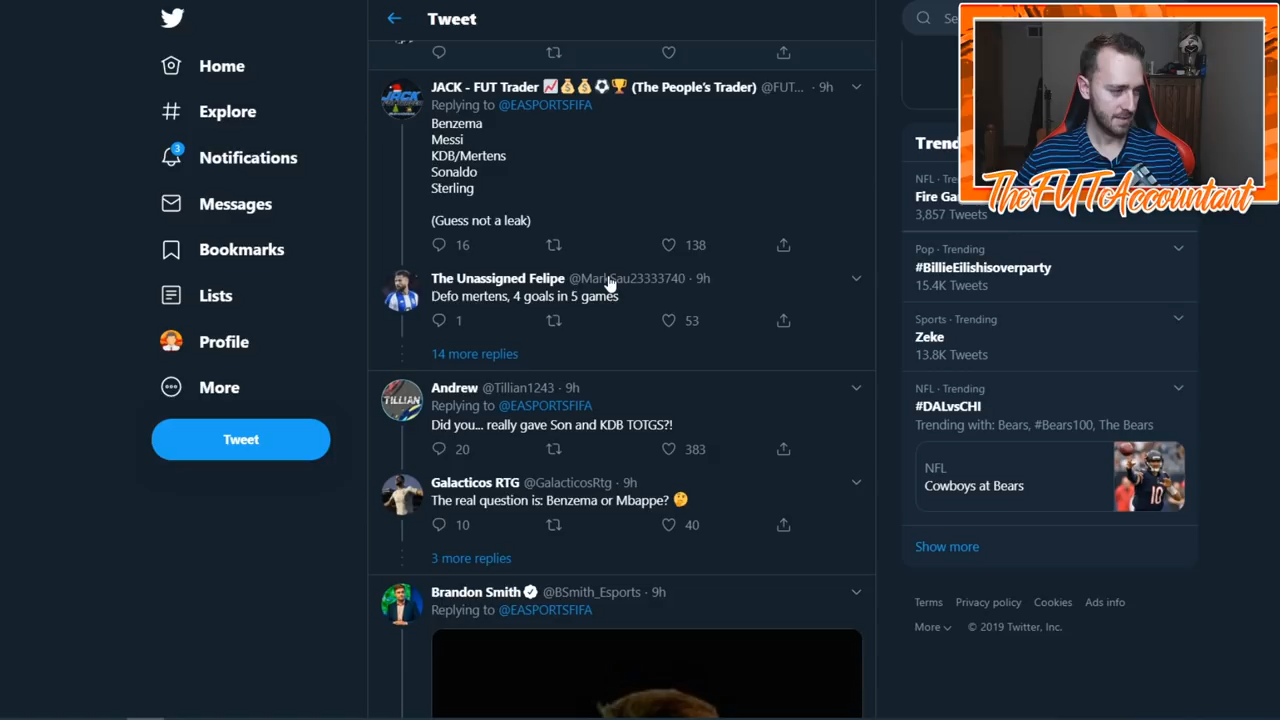 Home
Explore
3
Notifications
Messages
Bookmarks
Lists
Profile
More
Tweet
Tweet
JACK - FUT Trader 📈💰💰⚽🏆 (The People's Trader) @FUT... · 9h
Replying to @EASPORTSFIFA
Benzema
Messi
KDB/Mertens
Sonaldo
Sterling
(Guess not a leak)
16
138
The Unassigned Felipe @MarkSau23333740 · 9h
Defo mertens, 4 goals in 5 games
1
53
14 more replies
TILLIAN
Andrew @Tillian1243 · 9h
Replying to @EASPORTSFIFA
Did you... really gave Son and KDB TOTGS?!
20
383
Galacticos RTG @GalacticosRtg · 9h
The real question is: Benzema or Mbappe? 🤔
10
40
3 more replies
Brandon Smith @BSmith_Esports · 9h
Replying to @EASPORTSFIFA
TheFUTAccountant
NFL
3,857 Tweets
Pop · Trending
#BillieEilishisoverparty
15.4K Tweets
Sports · Trending
Zeke
13.8K Tweets
NFL · Trending
#DALvsCHI
Trending with: Bears, #Bears100, The Bears
NFL
Cowboys at Bears
Show more
Terms Privacy policy Cookies Ads info
More © 2019 Twitter, Inc.